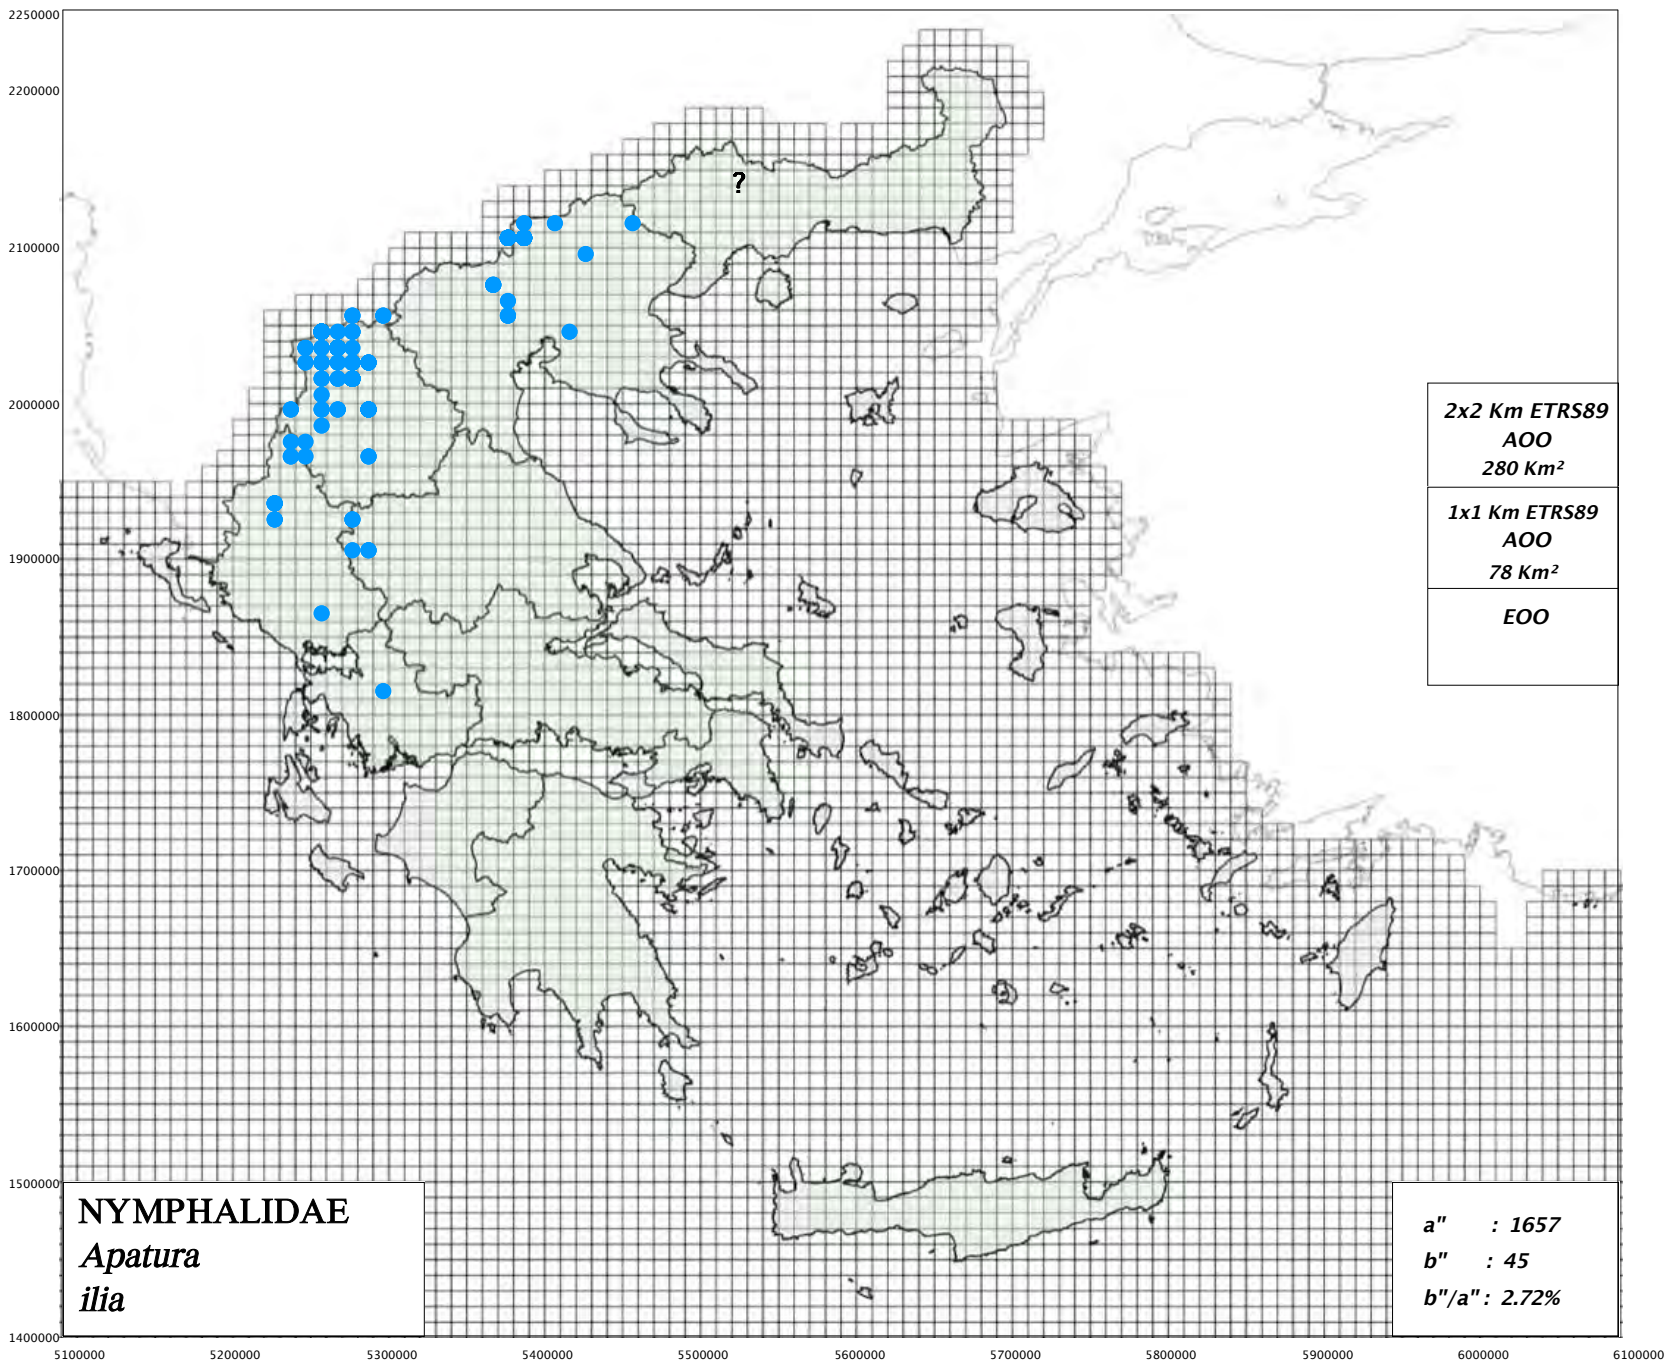 2250000
2200000
2100000
2000000
1900000
1800000
1700000
1600000
1500000
1400000
?
2x2 Km ETRS89
AOO
280 Km²
1x1 Km ETRS89
AOO
78 Km²
EOO
NYMPHALIDAE
Apatura
ilia
a" : 1657
b" : 45
b"/a" : 2.72%
5100000 5200000 5300000 5400000 5500000 5600000 5700000 5800000 5900000 6000000 6100000